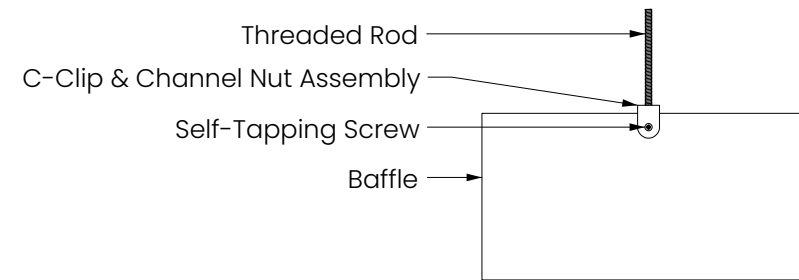 Threaded Rod
C-Clip & Channel Nut Assembly
Self-Tapping Screw
Baffle